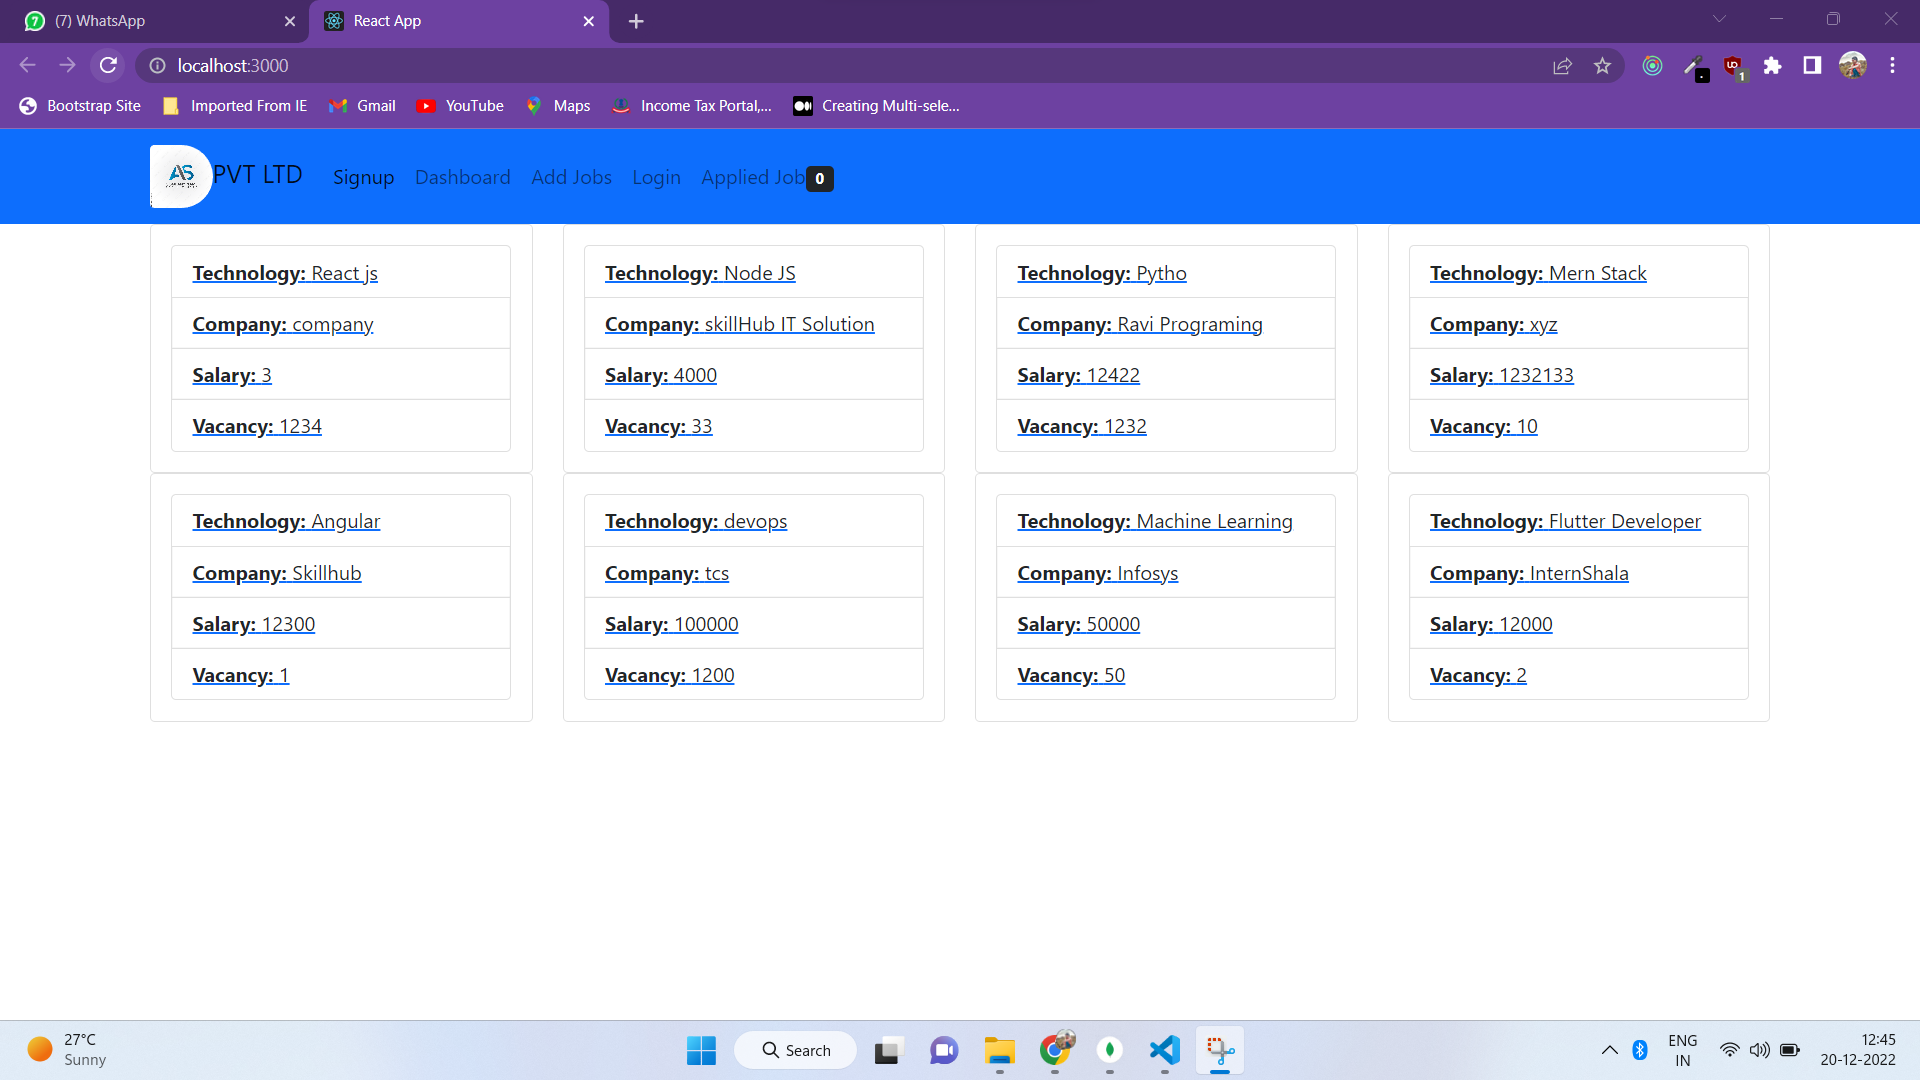 (7) WhatsApp
React App
localhost:3000
Bootstrap Site Imported From IE Gmail YouTube Maps Income Tax Portal,... Creating Multi-sele...
AS PVT LTD Signup Dashboard Add Jobs Login Applied Job 0
Technology: React js
Company: company
Salary: 3
Vacancy: 1234
Technology: Node JS
Company: skillHub IT Solution
Salary: 4000
Vacancy: 33
Technology: Pytho
Company: Ravi Programing
Salary: 12422
Vacancy: 1232
Technology: Mern Stack
Company: xyz
Salary: 1232133
Vacancy: 10
Technology: Angular
Company: Skillhub
Salary: 12300
Vacancy: 1
Technology: devops
Company: tcs
Salary: 100000
Vacancy: 1200
Technology: Machine Learning
Company: Infosys
Salary: 50000
Vacancy: 50
Technology: Flutter Developer
Company: InternShala
Salary: 12000
Vacancy: 2
27°C
Sunny
Search
ENG
IN
12:45
20-12-2022